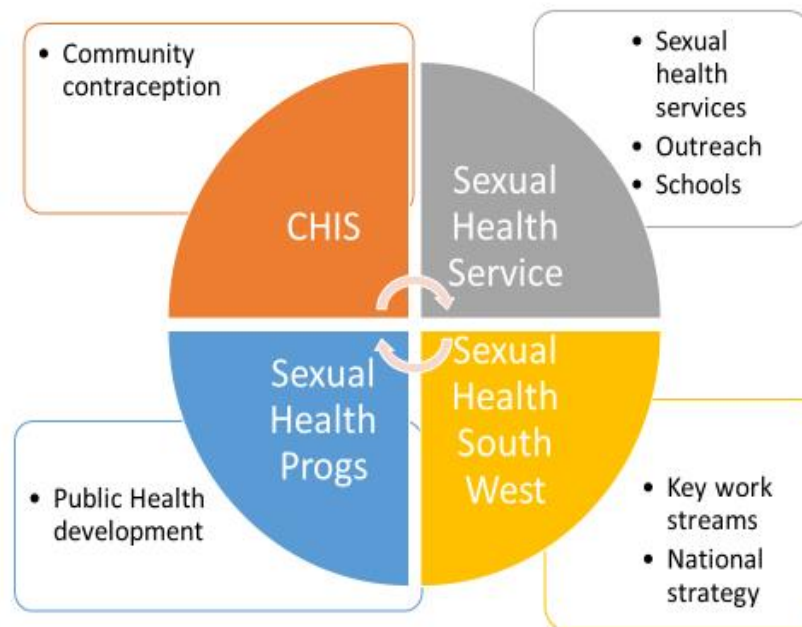 • Community
contraception
CHIS
• Sexual
health
services
• Outreach
• Schools
Sexual
Health
Service
Sexual
Health
Progs
• Public Health
development
Sexual
Health
South
West
• Key work
streams
• National
strategy